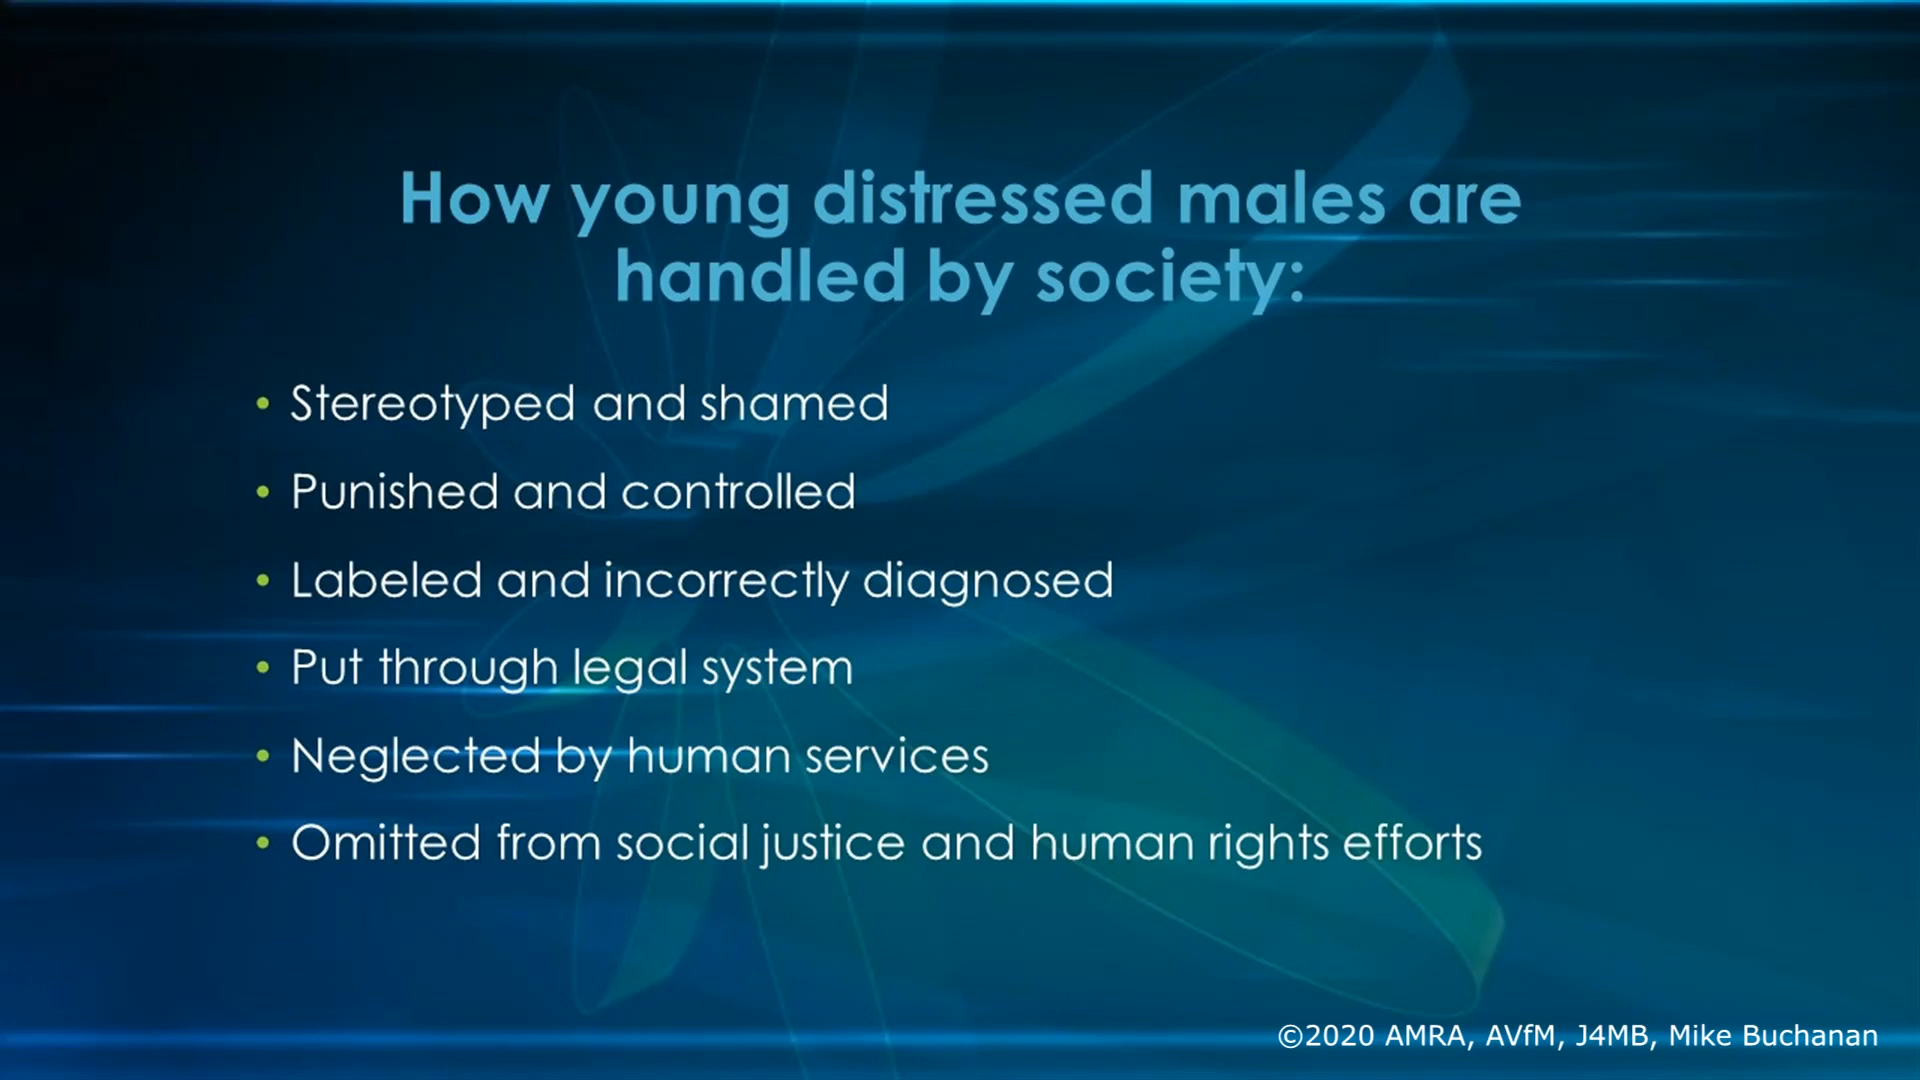 How young distressed males are
handled by society:
• Stereotyped and shamed
• Punished and controlled
• Labeled and incorrectly diagnosed
• Put through legal system
• Neglected by human services
• Omitted from social justice and human rights efforts
©2020 AMRA, AVfM, J4MB, Mike Buchanan